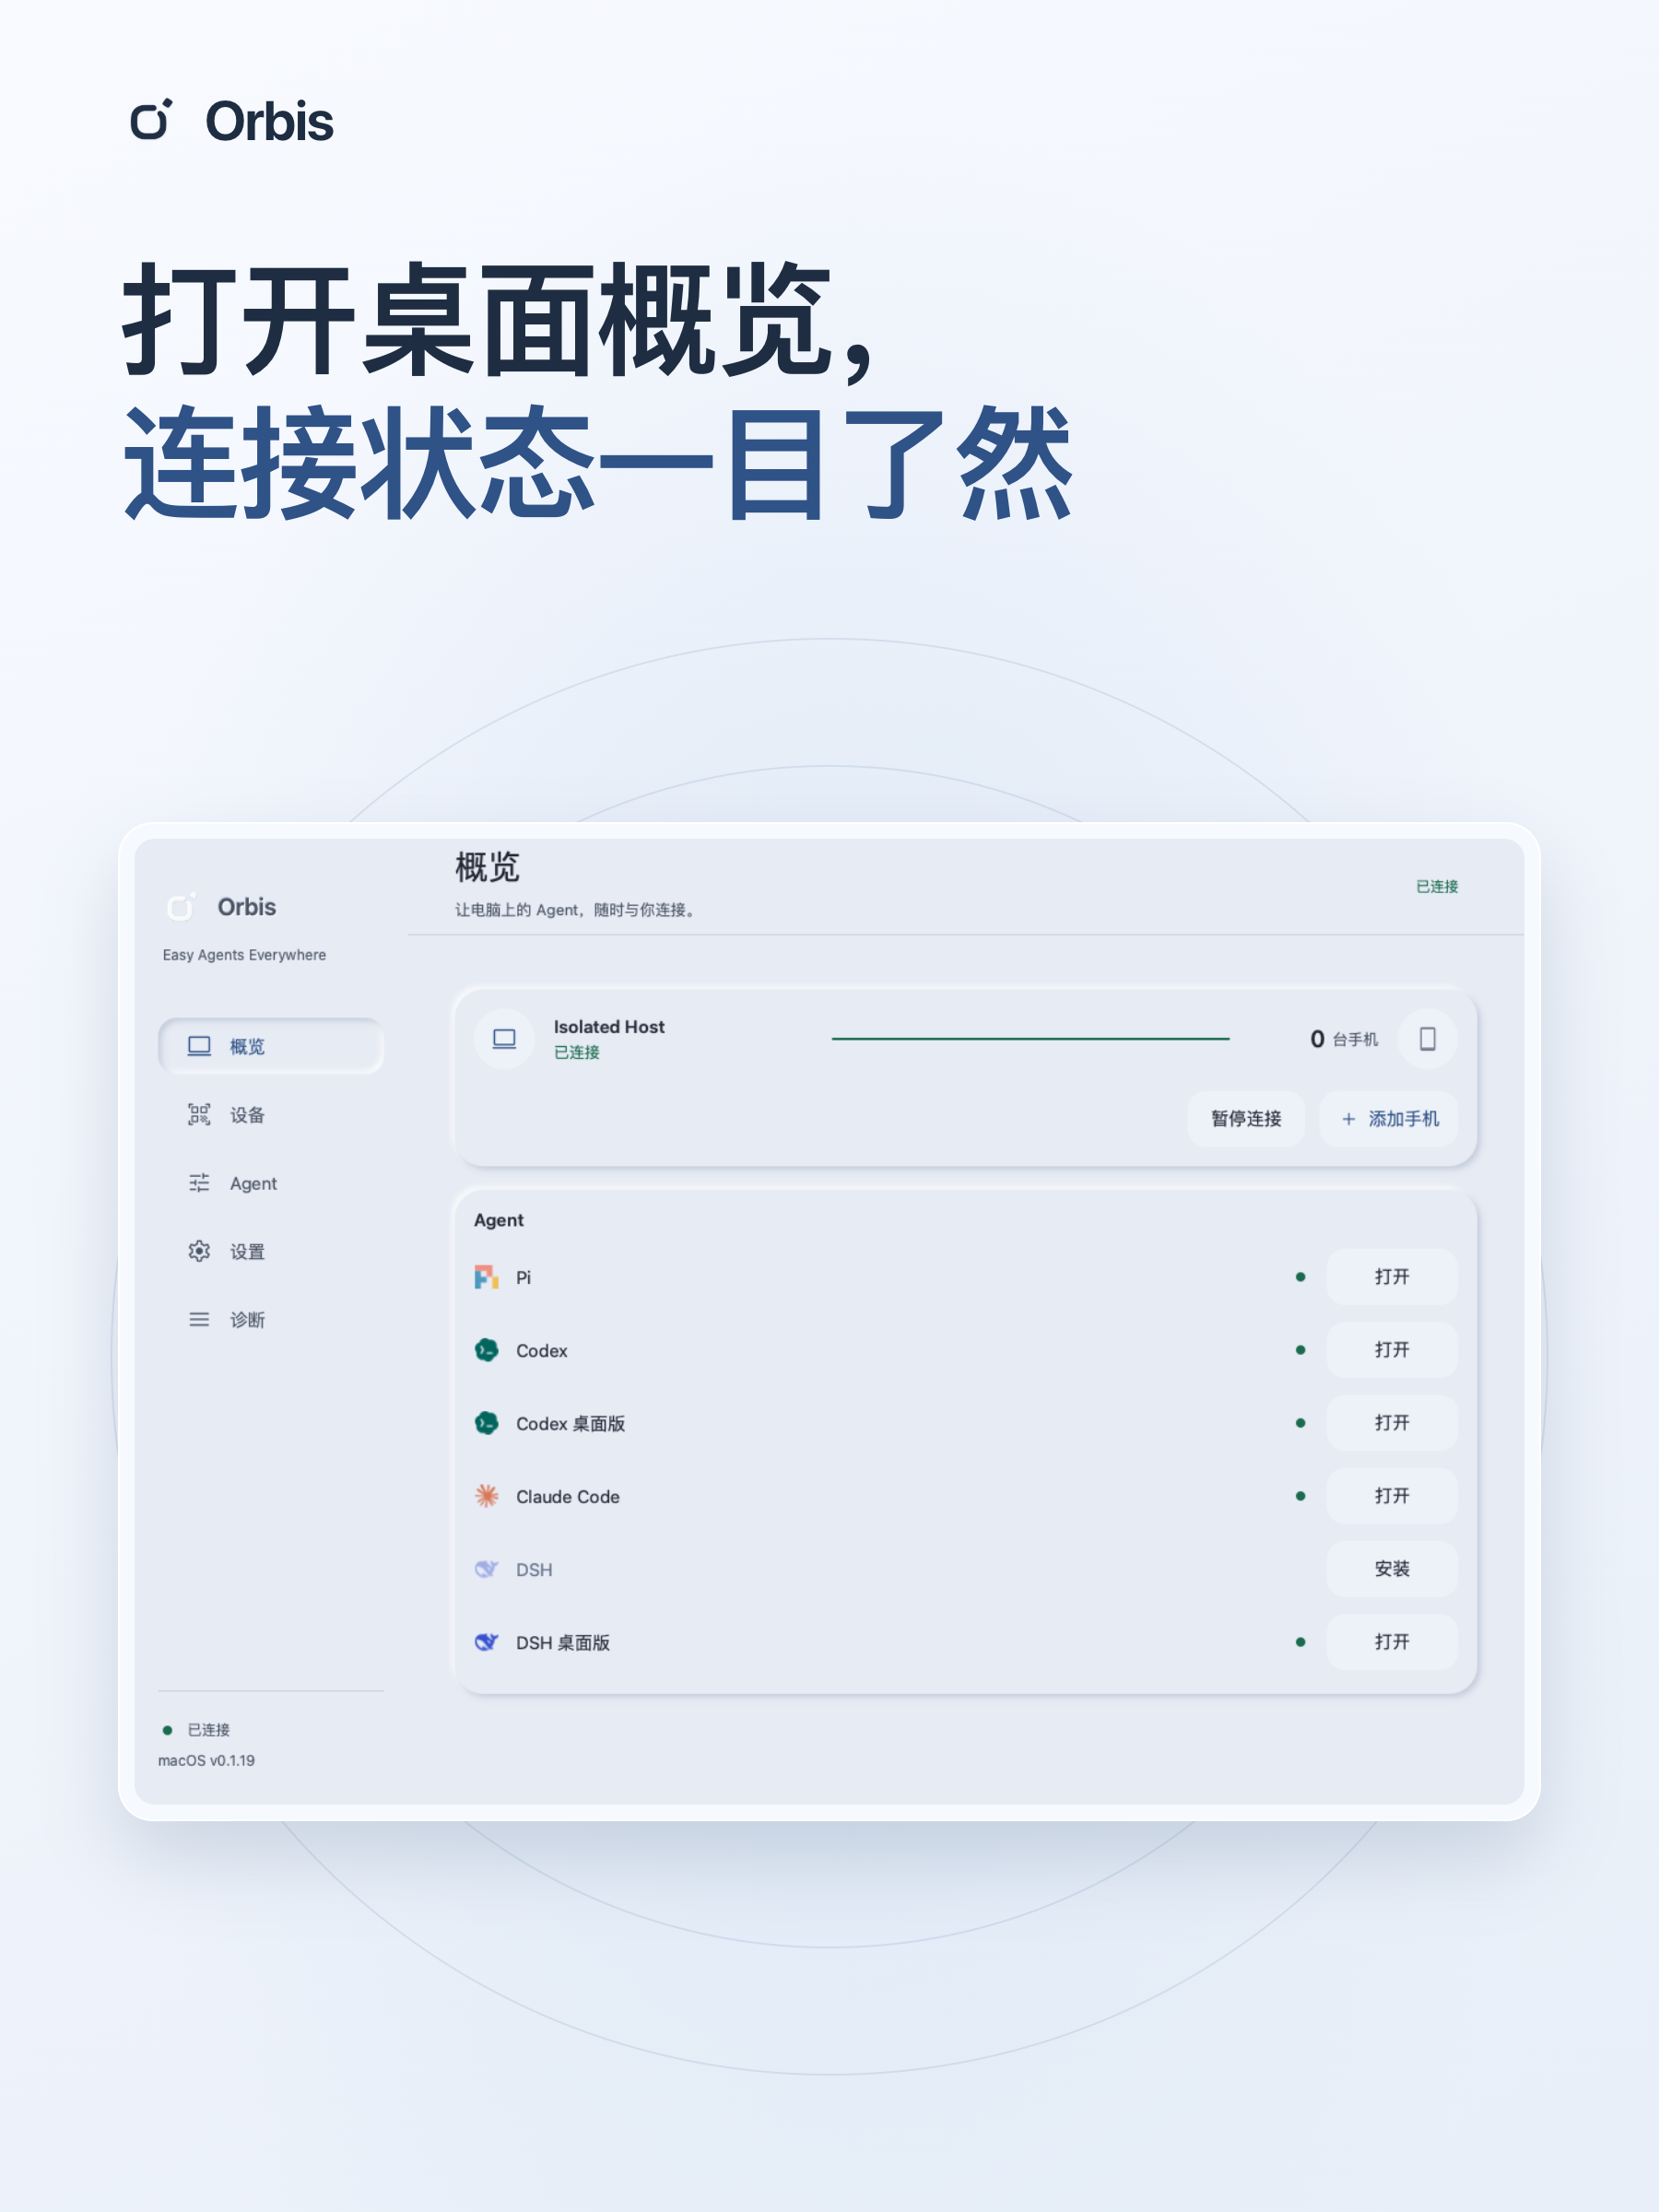 Orbis
打开桌面概览，
连接状态一目了然
Orbis
Easy Agents Everywhere
概览
设备
Agent
设置
诊断
已连接
macOS v0.1.19
概览
让电脑上的 Agent，随时与你连接。
已连接
Isolated Host
已连接
0 台手机
暂停连接
+ 添加手机
Agent
Pi
打开
Codex
打开
Codex 桌面版
打开
Claude Code
打开
DSH
安装
DSH 桌面版
打开